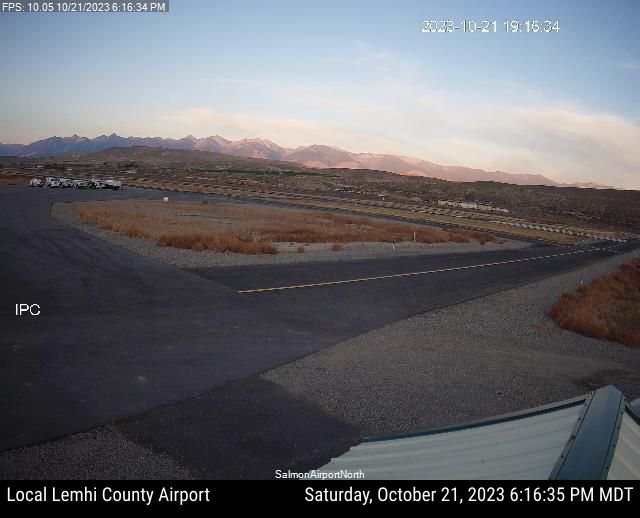 FPS: 10.05 10/21/2023 6:16:34 PM
2023-10-21 19:15:34
IPC
SalmonAirportNorth
Local Lemhi County Airport Saturday, October 21, 2023 6:16:35 PM MDT